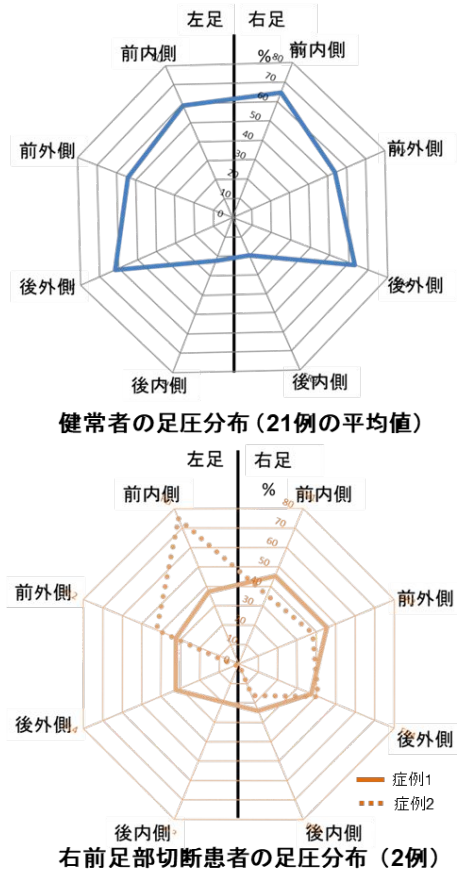 左足 右足
前内側 % 80 前内側
70
60
前外側 50 前外側
40
30
20
10
0
後外側 後外側
後内側 後内側
健常者の足圧分布（21例の平均値）
左足 右足
前内側 % 80 前内側
70
60
50
40
前外側 30 前外側
10
0
後外側 後外側
症例1
症例2
後内側 後内側
右前足部切断患者の足圧分布（2例）